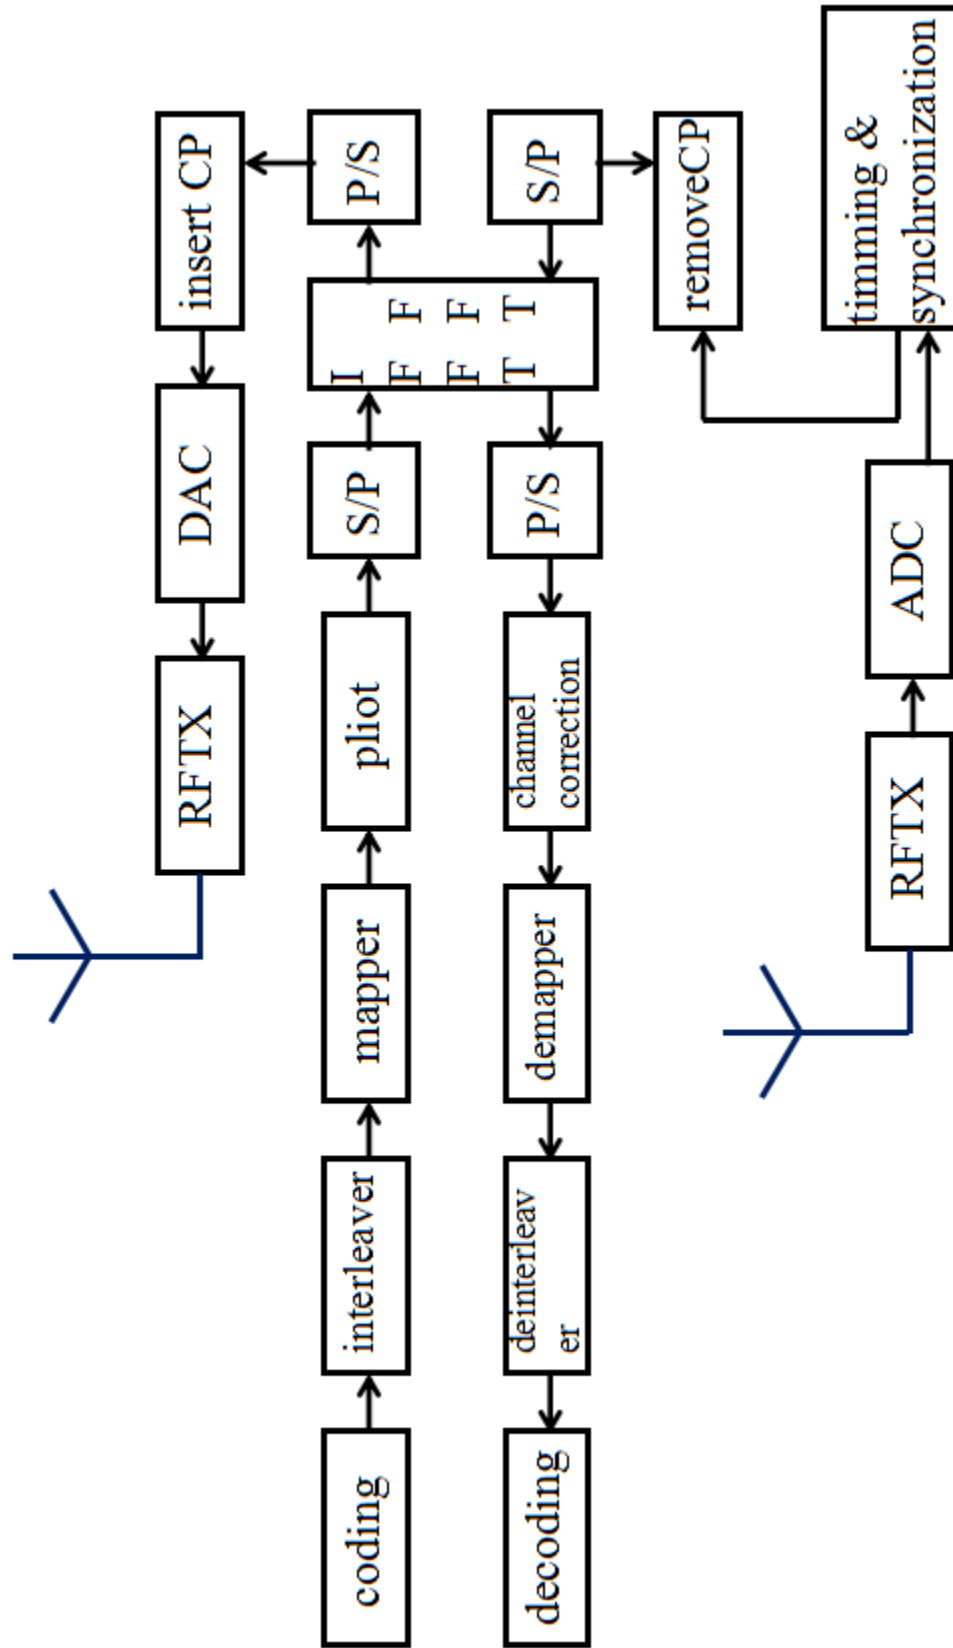 RFTX
DAC
insert CP
coding
interleaver
mapper
pliot
S/P
I
F F
F F
T T
P/S
decoding
deinterleav
er
demapper
channel
correction
P/S
S/P
removeCP
RFTX
ADC
timming &
synchronization